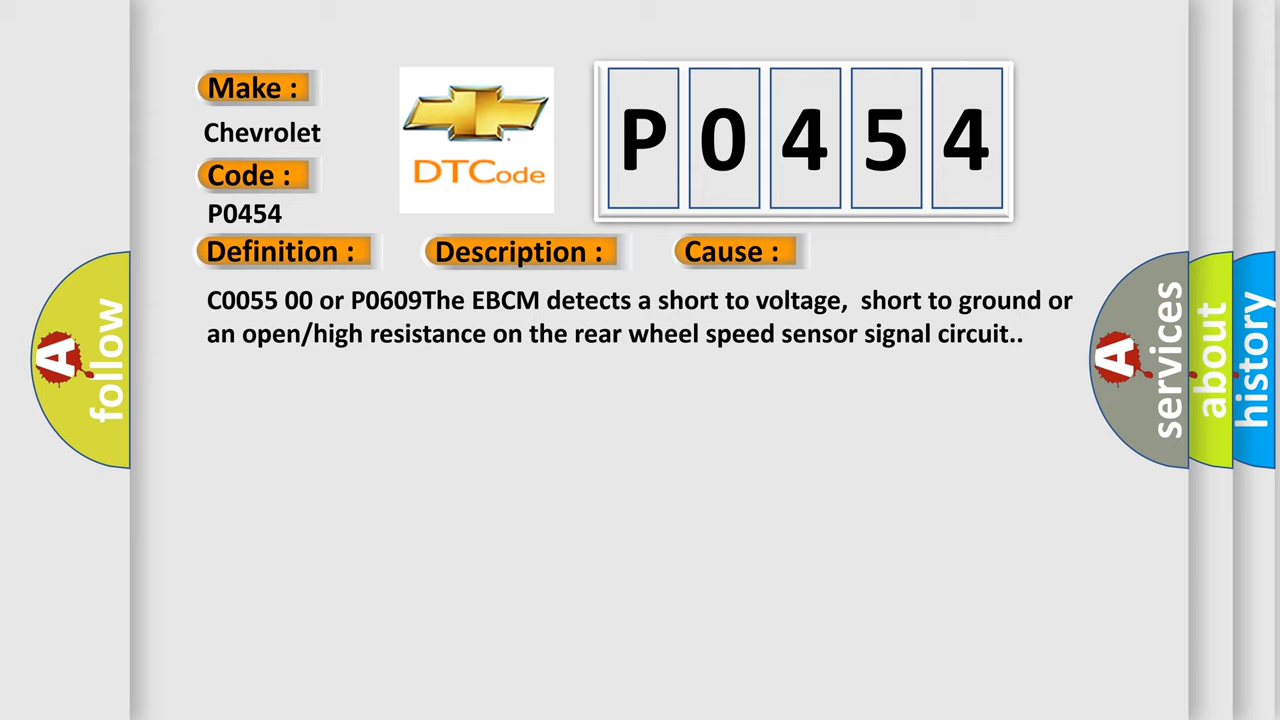 Make :
Chevrolet
Code :
P0454
DTCode
P0454
Definition :
Description :
Cause :
C0055 00 or P0609The EBCM detects a short to voltage,  short to ground or
an open/high resistance on the rear wheel speed sensor signal circuit..
A
follow
A
services
about
history